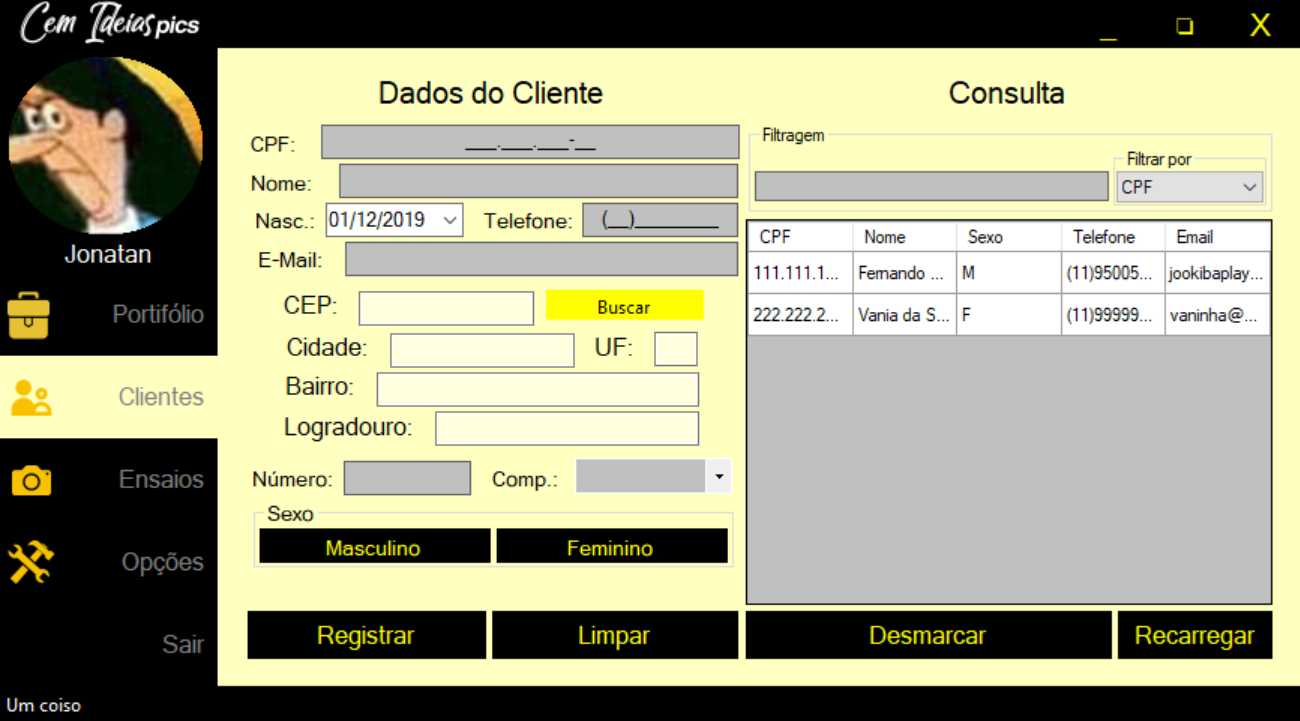 Cem Ideias pics
_ X
Jonatan
Portifólio
Clientes
Ensaios
Opções
Sair
Um coiso
Dados do Cliente
CPF: ___.___.___-__
Nome:
Nasc.: 01/12/2019 Telefone: (__)_________
E-Mail:
CEP: Buscar
Cidade: UF:
Bairro:
Logradouro:
Número: Comp.:
Sexo
Masculino Feminino
Registrar Limpar
Consulta
Filtragem
Filtrar por
CPF
CPF Nome Sexo Telefone Email
111.111.1... Fernando ... M (11)95005... jookibaplay...
222.222.2... Vania da S... F (11)99999... vaninha@...
Desmarcar Recarregar